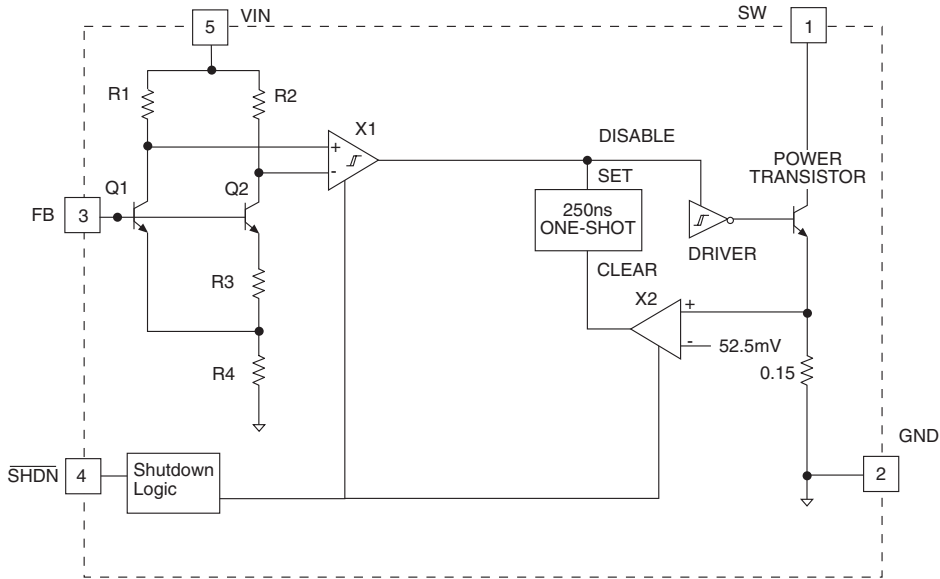 VIN
5
SW
1
R1
R2
X1
+
-
DISABLE
SET
250ns
ONE-SHOT
CLEAR
POWER
TRANSISTOR
DRIVER
Q1
Q2
FB
3
R3
R4
X2
+
-
52.5mV
0.15
GND
2
SHDN
4
Shutdown
Logic